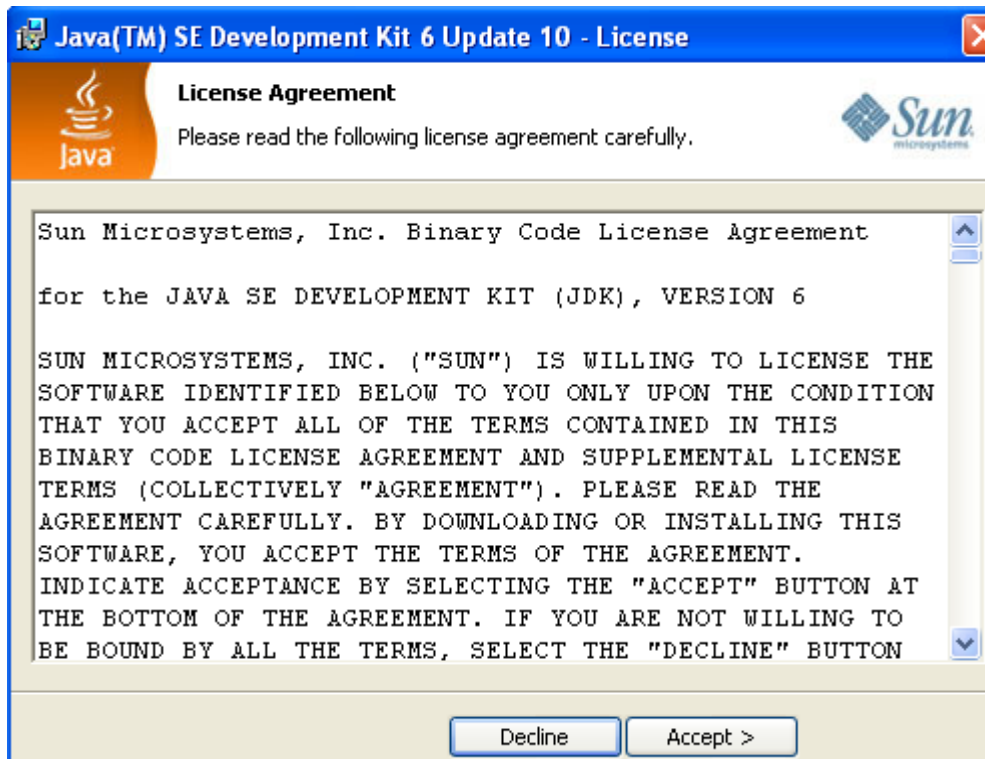 Java(TM) SE Development Kit 6 Update 10 - License
License Agreement
Please read the following license agreement carefully.
Java
Sun
microsystems
Sun Microsystems, Inc. Binary Code License Agreement
for the JAVA SE DEVELOPMENT KIT (JDK), VERSION 6
SUN MICROSYSTEMS, INC. ("SUN") IS WILLING TO LICENSE THE
SOFTWARE IDENTIFIED BELOW TO YOU ONLY UPON THE CONDITION
THAT YOU ACCEPT ALL OF THE TERMS CONTAINED IN THIS
BINARY CODE LICENSE AGREEMENT AND SUPPLEMENTAL LICENSE
TERMS (COLLECTIVELY "AGREEMENT"). PLEASE READ THE
AGREEMENT CAREFULLY. BY DOWNLOADING OR INSTALLING THIS
SOFTWARE, YOU ACCEPT THE TERMS OF THE AGREEMENT.
INDICATE ACCEPTANCE BY SELECTING THE "ACCEPT" BUTTON AT
THE BOTTOM OF THE AGREEMENT. IF YOU ARE NOT WILLING TO
BE BOUND BY ALL THE TERMS, SELECT THE "DECLINE" BUTTON
Decline
Accept >